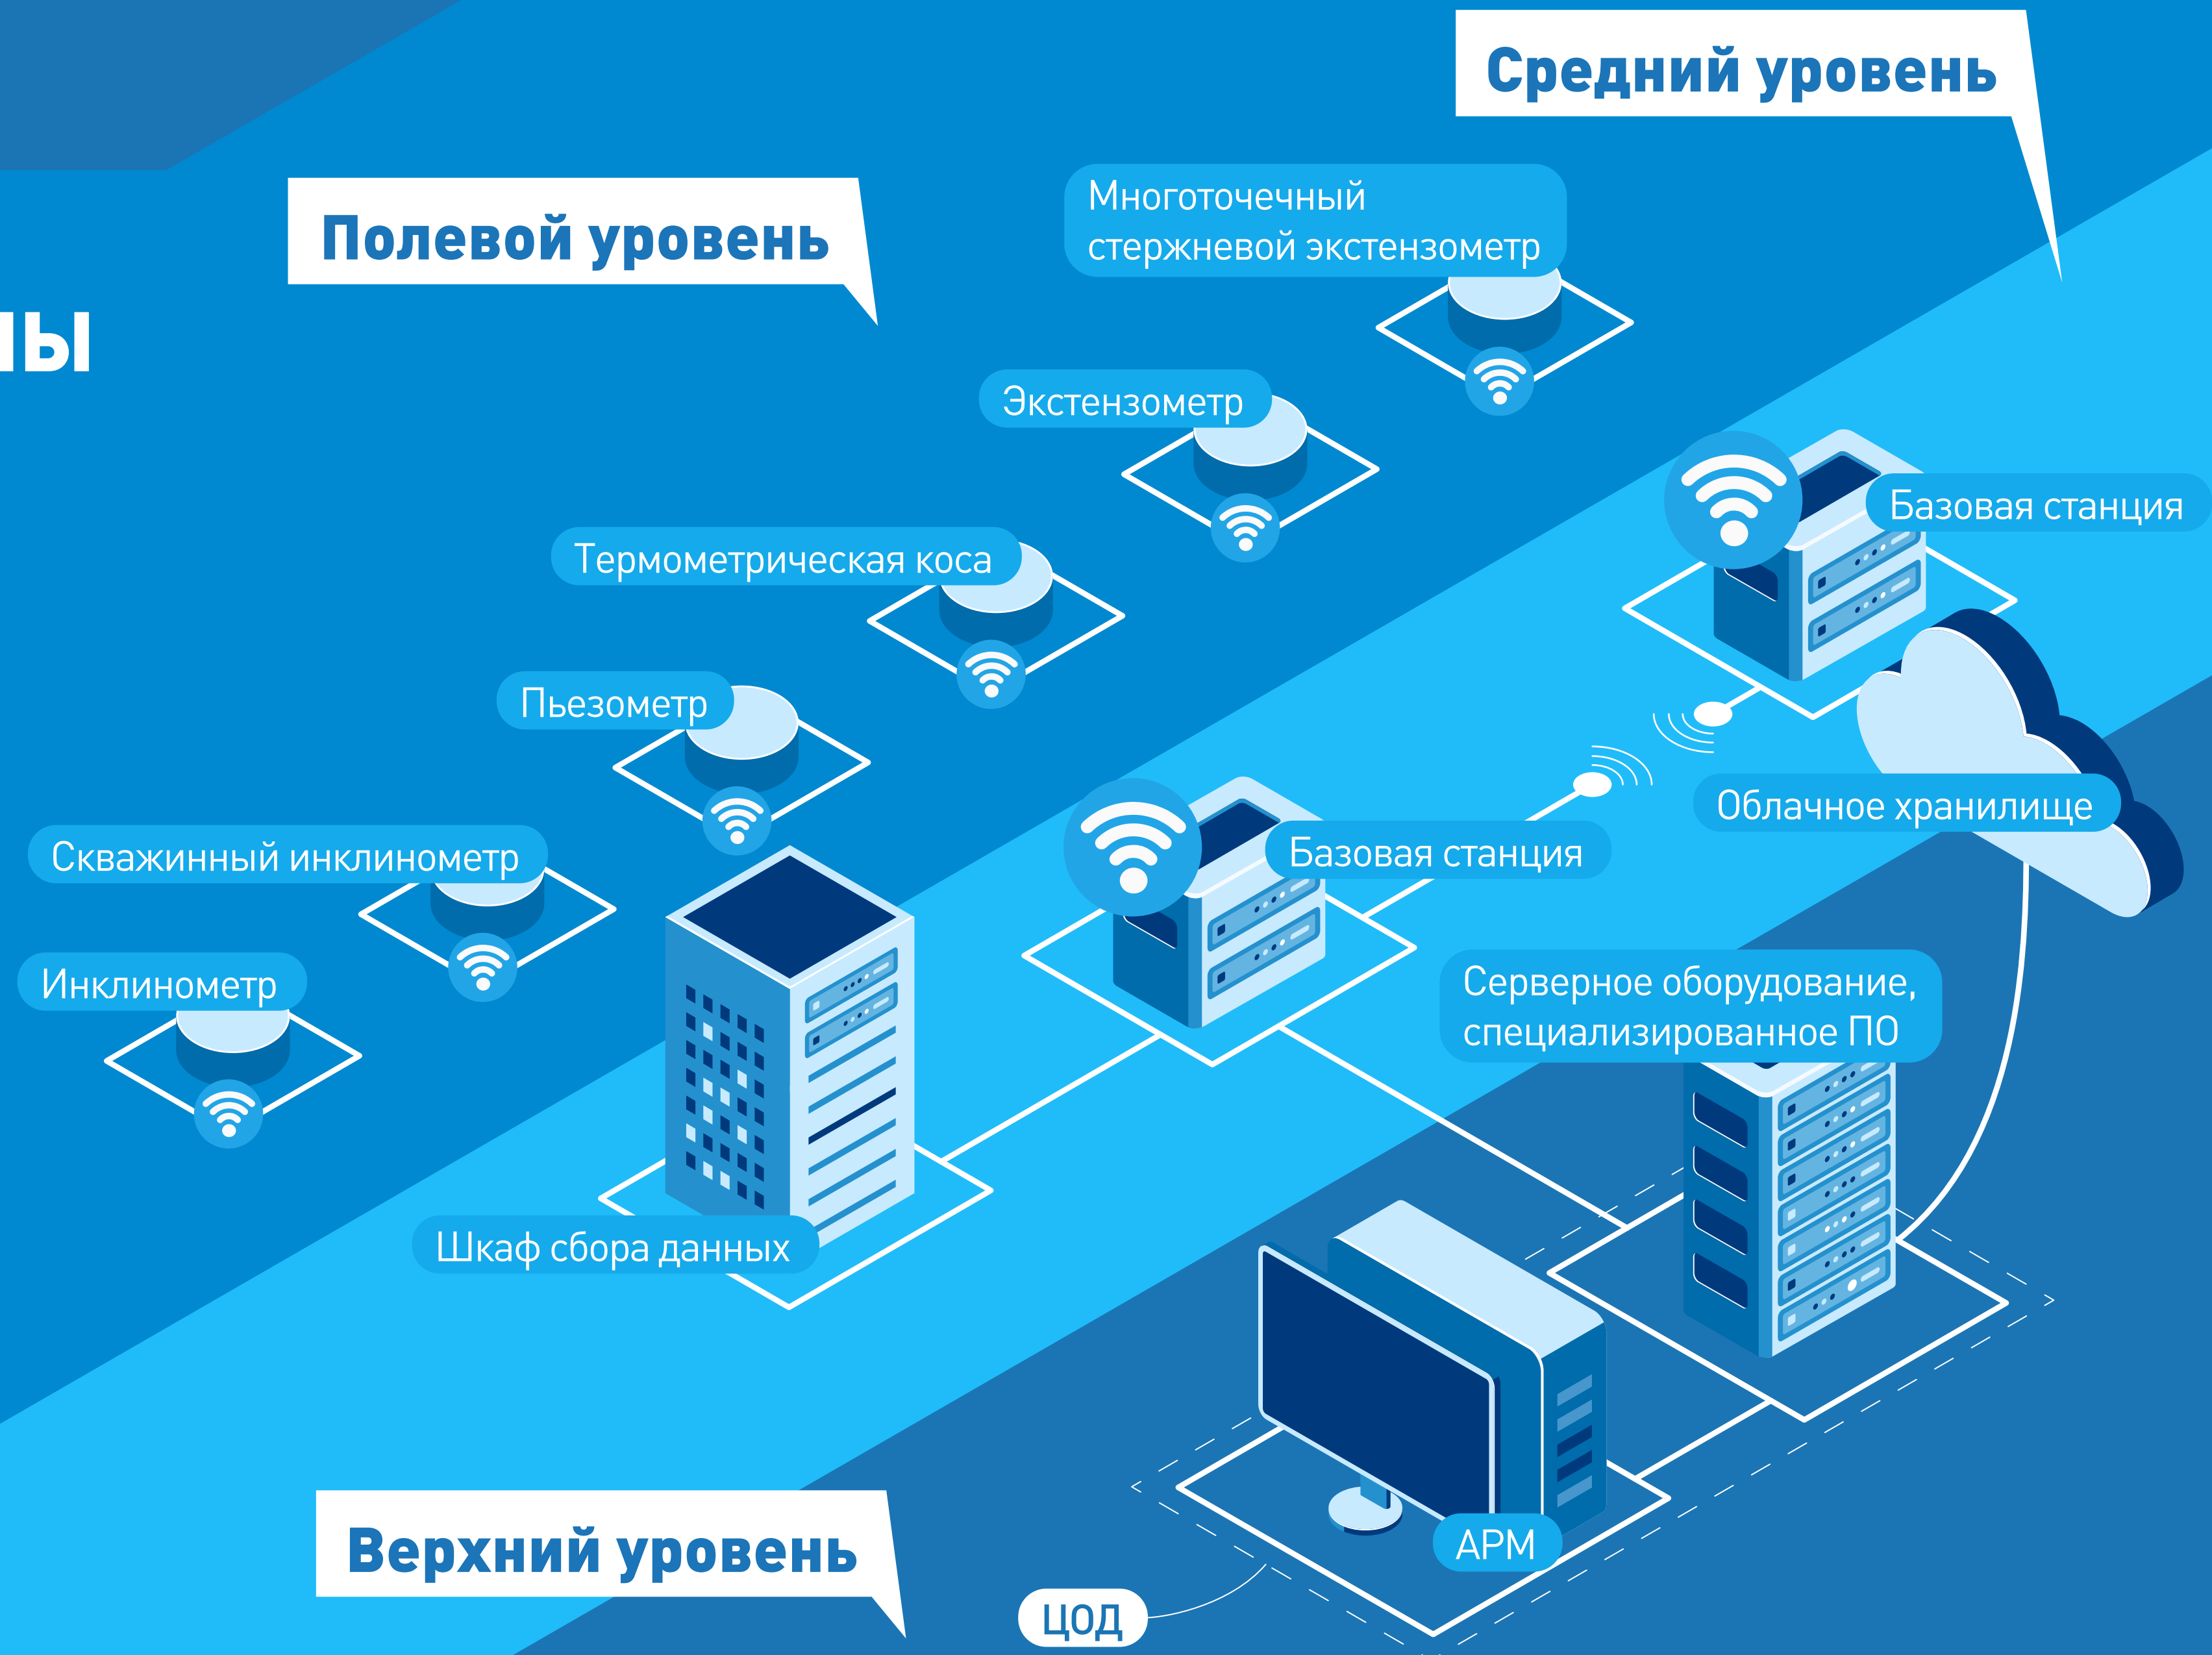 Средний уровень
Полевой уровень
Многоточечный
стержневой экстензометр
ны
Экстензометр
Базовая станция
Термометрическая коса
Пьезометр
Облачное хранилище
Скважинный инклинометр
Базовая станция
Инклинометр
Серверное оборудование,
специализированное ПО
Шкаф сбора данных
Верхний уровень
АРМ
ЦОД